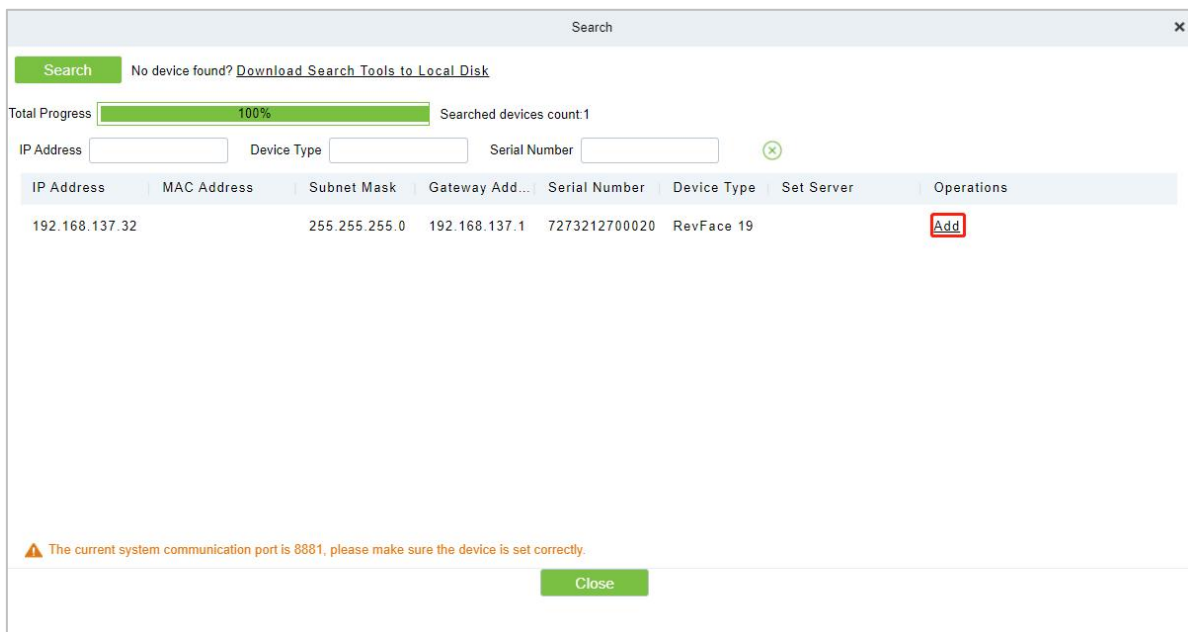 Search
Search No device found? Download Search Tools to Local Disk
Total Progress 100% Searched devices count:1
IP Address Device Type Serial Number
IP Address MAC Address Subnet Mask Gateway Add... Serial Number Device Type Set Server Operations
192.168.137.32 255.255.255.0 192.168.137.1 7273212700020 RevFace 19 Add
The current system communication port is 8881, please make sure the device is set correctly.
Close